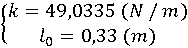 k = 49,0335 (N / m)
l₀ = 0,33 (m)